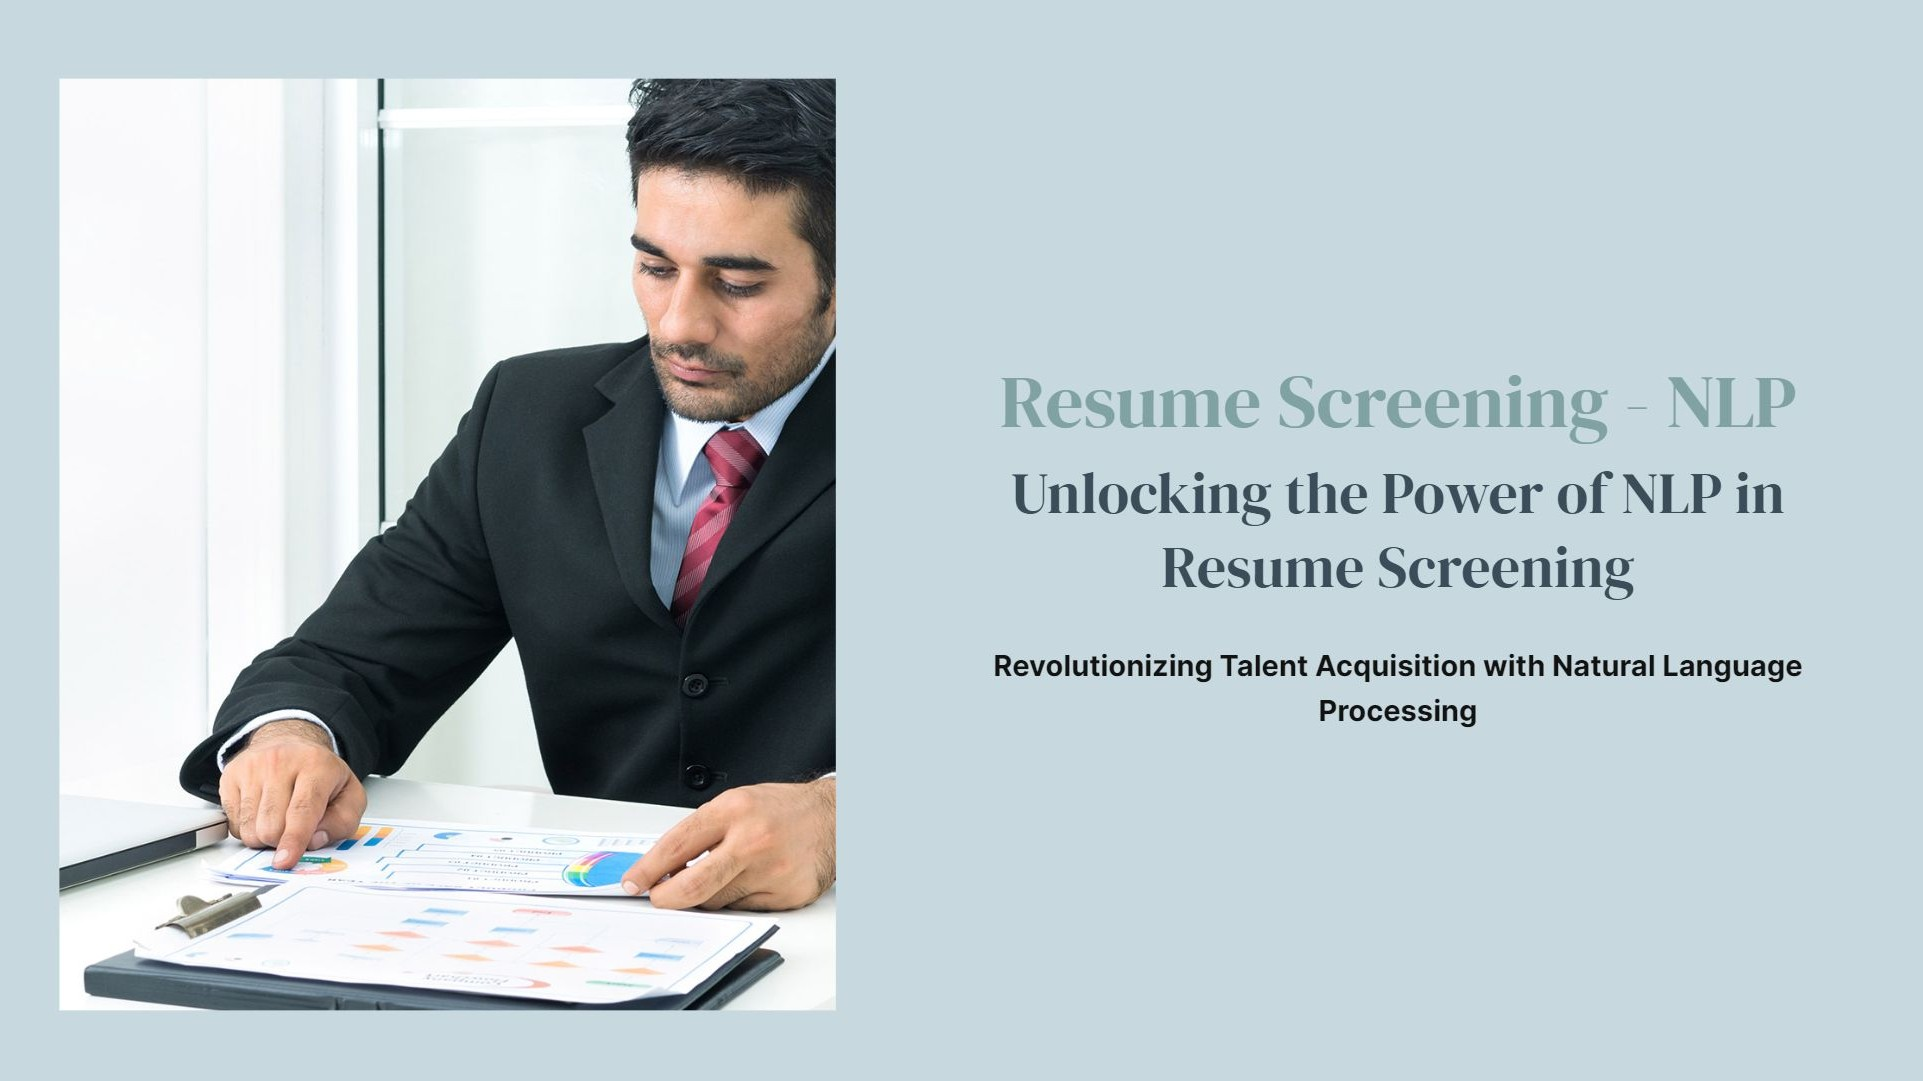 Resume Screening - NLP
Unlocking the Power of NLP in
Resume Screening
Revolutionizing Talent Acquisition with Natural Language
Processing